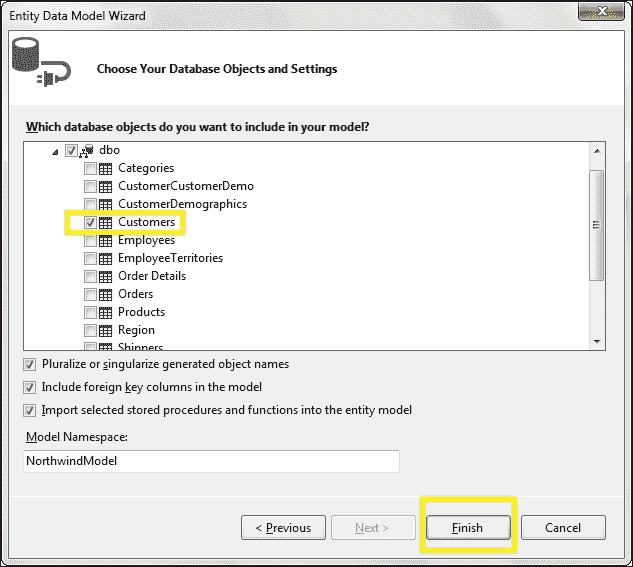 Entity Data Model Wizard
Choose Your Database Objects and Settings
Which database objects do you want to include in your model?
dbo
Categories
CustomerCustomerDemo
CustomerDemographics
Customers
Employees
EmployeeTerritories
Order Details
Orders
Products
Region
Shippers
Pluralize or singularize generated object names
Include foreign key columns in the model
Import selected stored procedures and functions into the entity model
Model Namespace:
NorthwindModel
< Previous Next > Finish Cancel